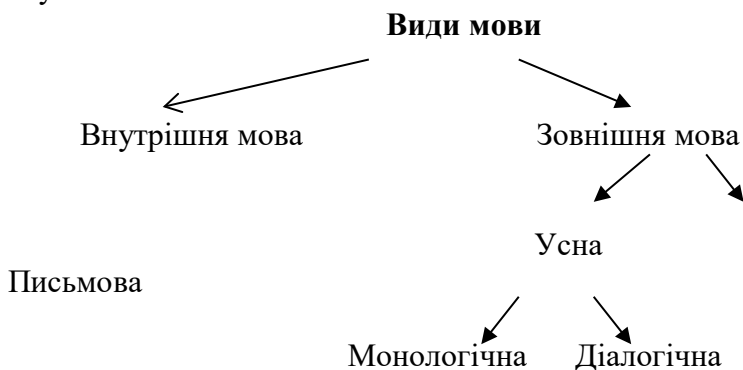 Види мови
Внутрішня мова Зовнішня мова
Усна
Письмова
Монологічна Діалогічна